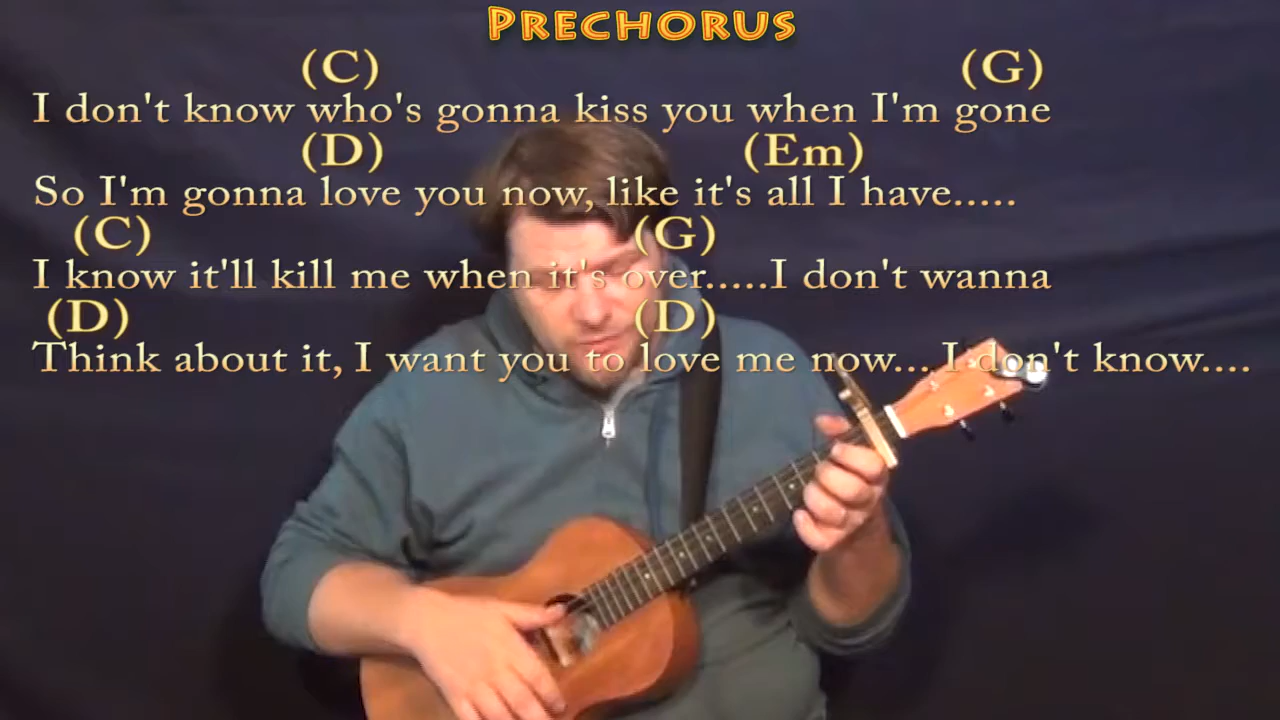 PRECHORUS
(C) (G)
I don't know who's gonna kiss you when I'm gone
(D) (Em)
So I'm gonna love you now, like it's all I have.....
(C) (G)
I know it'll kill me when it's over.....I don't wanna
(D) (D)
Think about it, I want you to love me now... I don't know....